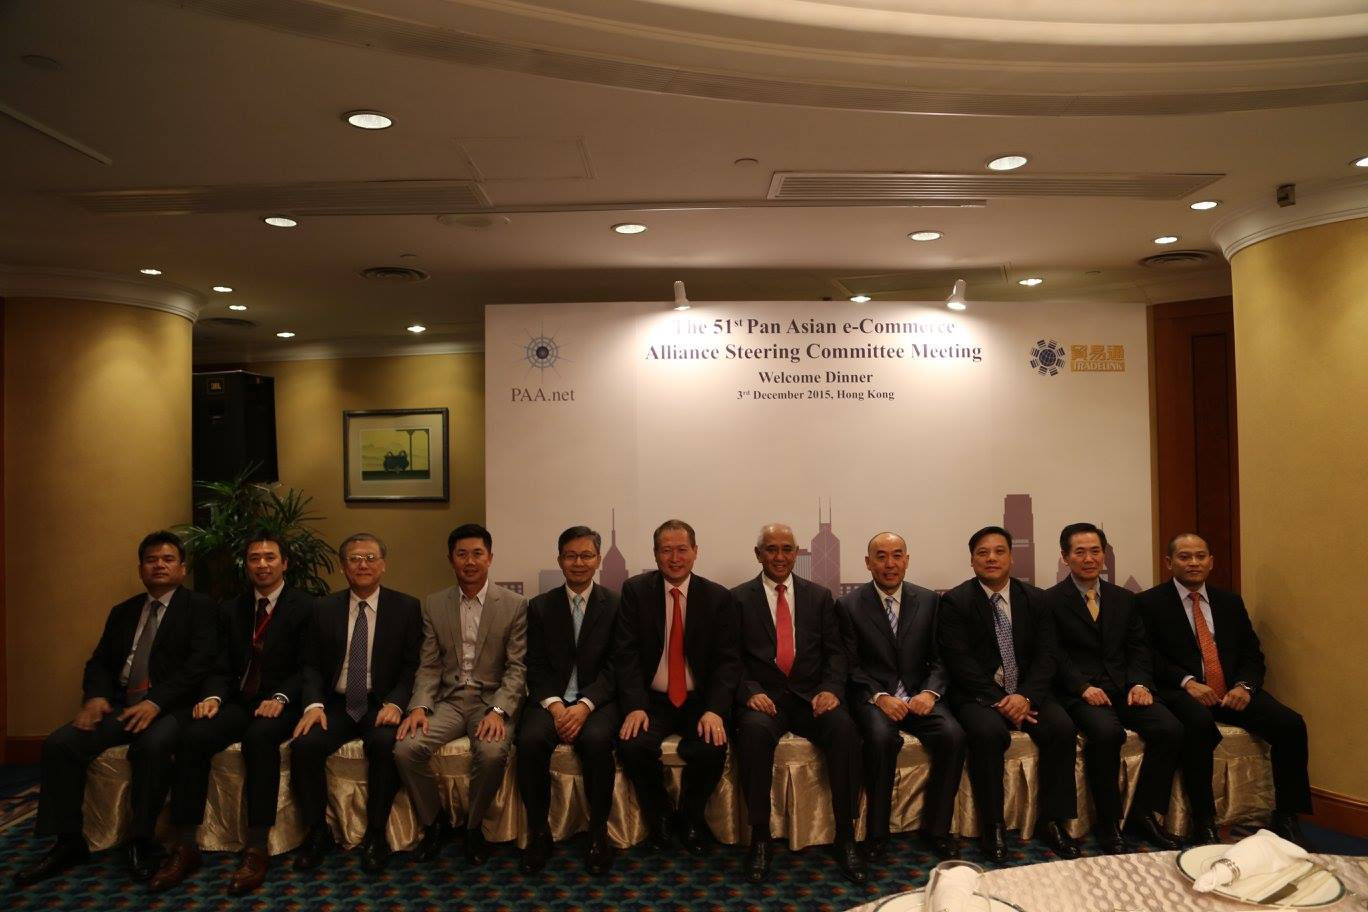 The 51st Pan Asian e-Commerce
Alliance Steering Committee Meeting
Welcome Dinner
3rd December 2015, Hong Kong
PAA.net
貿易通
TRADELINK
JBL